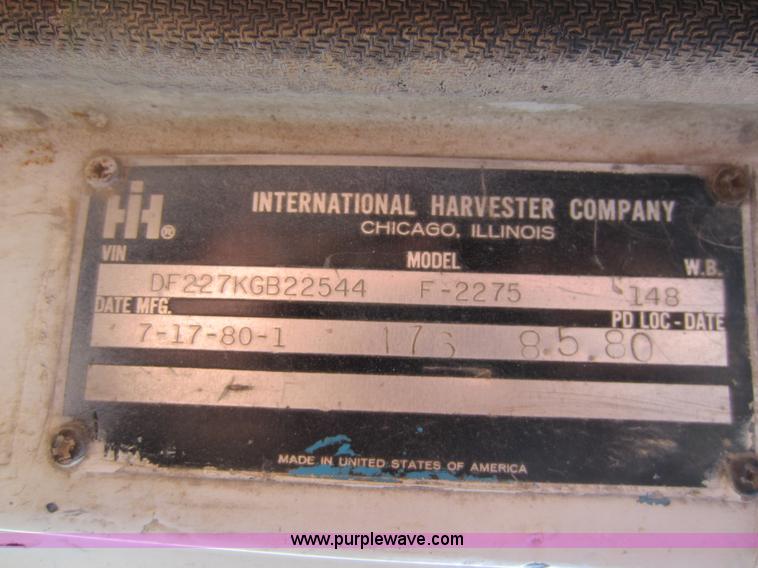 IH®
INTERNATIONAL HARVESTER COMPANY
CHICAGO, ILLINOIS
VIN MODEL W.B.
DF227KGB22544 F-2275 148
DATE MFG. PD LOC - DATE
7-17-80-1 176 8.5.80
MADE IN UNITED STATES OF AMERICA
www.purplewave.com